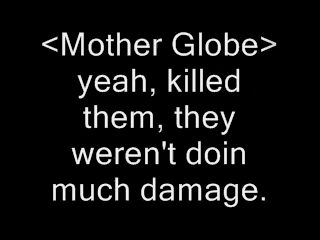 <Mother Globe>
yeah, killed
them, they
weren't doin
much damage.